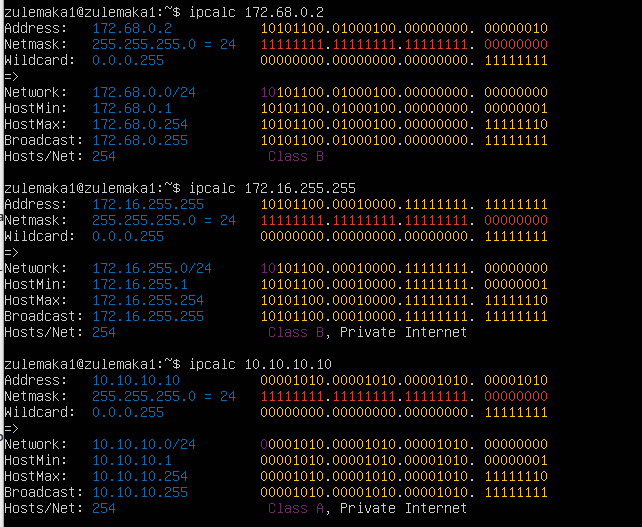 zulemaka1@zulemaka1:~$ ipcalc 172.68.0.2
Address:   172.68.0.2           10101100.01000100.00000000. 00000010
Netmask:   255.255.255.0 = 24   11111111.11111111.11111111. 00000000
Wildcard:  0.0.0.255            00000000.00000000.00000000. 11111111
=>
Network:   172.68.0.0/24        10101100.01000100.00000000. 00000000
HostMin:   172.68.0.1           10101100.01000100.00000000. 00000001
HostMax:   172.68.0.254         10101100.01000100.00000000. 11111110
Broadcast: 172.68.0.255         10101100.01000100.00000000. 11111111
Hosts/Net: 254                   Class B
zulemaka1@zulemaka1:~$ ipcalc 172.16.255.255
Address:   172.16.255.255       10101100.00010000.11111111. 11111111
Netmask:   255.255.255.0 = 24   11111111.11111111.11111111. 00000000
Wildcard:  0.0.0.255            00000000.00000000.00000000. 11111111
=>
Network:   172.16.255.0/24      10101100.00010000.11111111. 00000000
HostMin:   172.16.255.1         10101100.00010000.11111111. 00000001
HostMax:   172.16.255.254       10101100.00010000.11111111. 11111110
Broadcast: 172.16.255.255       10101100.00010000.11111111. 11111111
Hosts/Net: 254                   Class B, Private Internet
zulemaka1@zulemaka1:~$ ipcalc 10.10.10.10
Address:   10.10.10.10          00001010.00001010.00001010. 00001010
Netmask:   255.255.255.0 = 24   11111111.11111111.11111111. 00000000
Wildcard:  0.0.0.255            00000000.00000000.00000000. 11111111
=>
Network:   10.10.10.0/24        00001010.00001010.00001010. 00000000
HostMin:   10.10.10.1           00001010.00001010.00001010. 00000001
HostMax:   10.10.10.254         00001010.00001010.00001010. 11111110
Broadcast: 10.10.10.255         00001010.00001010.00001010. 11111111
Hosts/Net: 254                   Class A, Private Internet